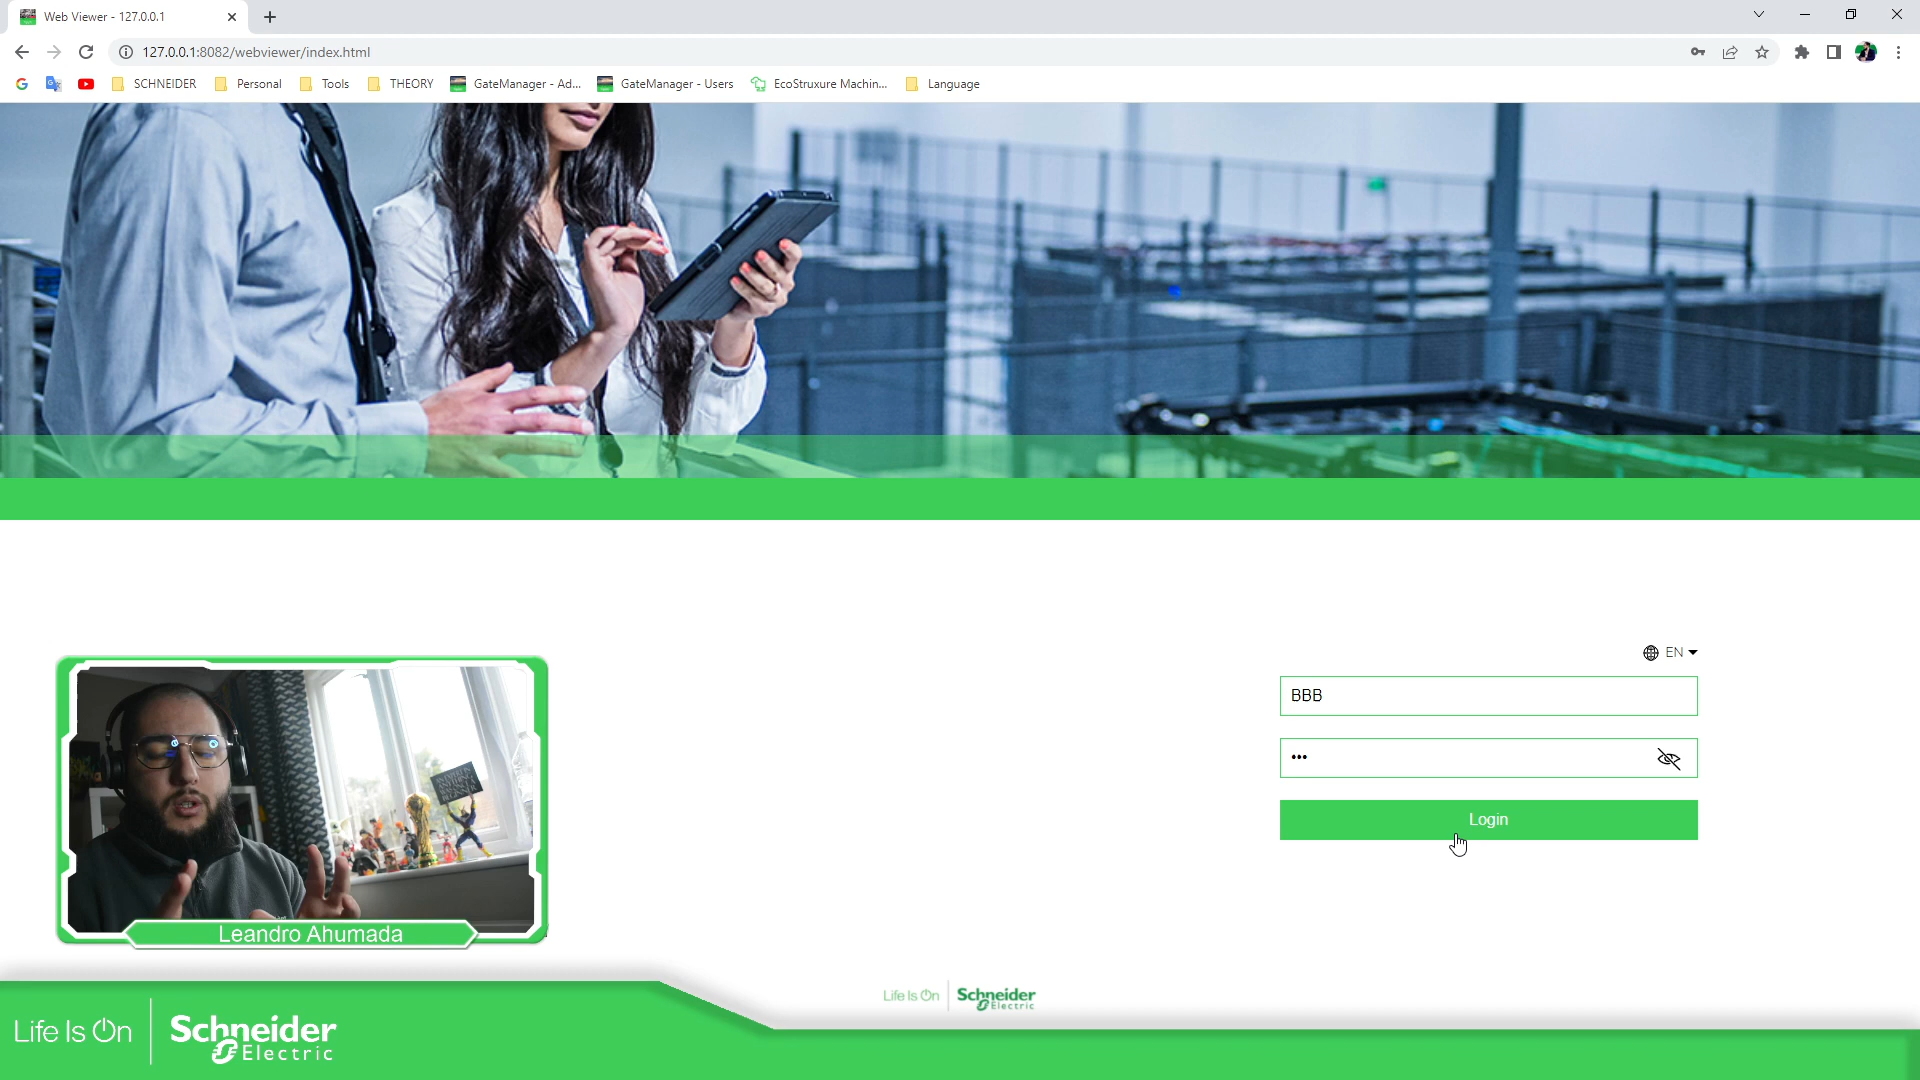 Web Viewer - 127.0.0.1
127.0.0.1:8082/webviewer/index.html
SCHNEIDER
Personal
Tools
THEORY
GateManager - Ad...
GateManager - Users
EcoStruxure Machin...
Language
EN
BBB
•••
Login
Leandro Ahumada
Life Is On
Schneider
Electric
Life Is On
Schneider
Electric